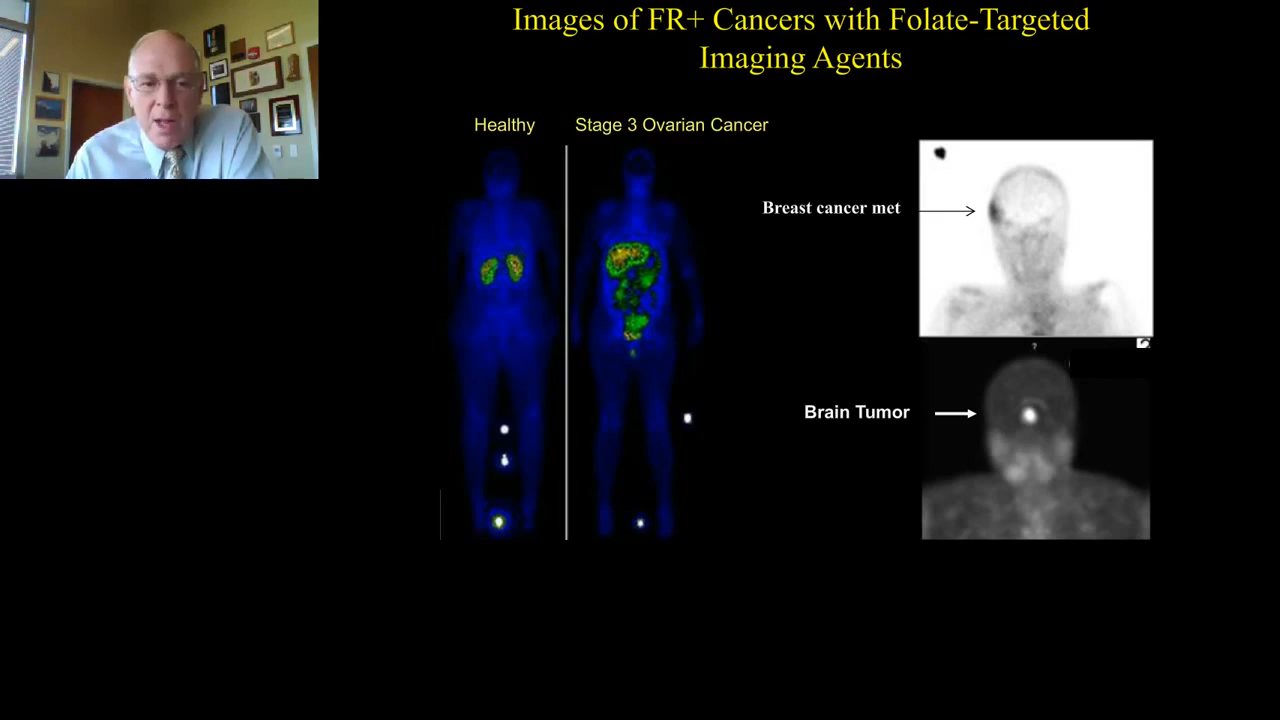 Images of FR+ Cancers with Folate-Targeted
Imaging Agents
Healthy
Stage 3 Ovarian Cancer
Breast cancer met
?
Brain Tumor